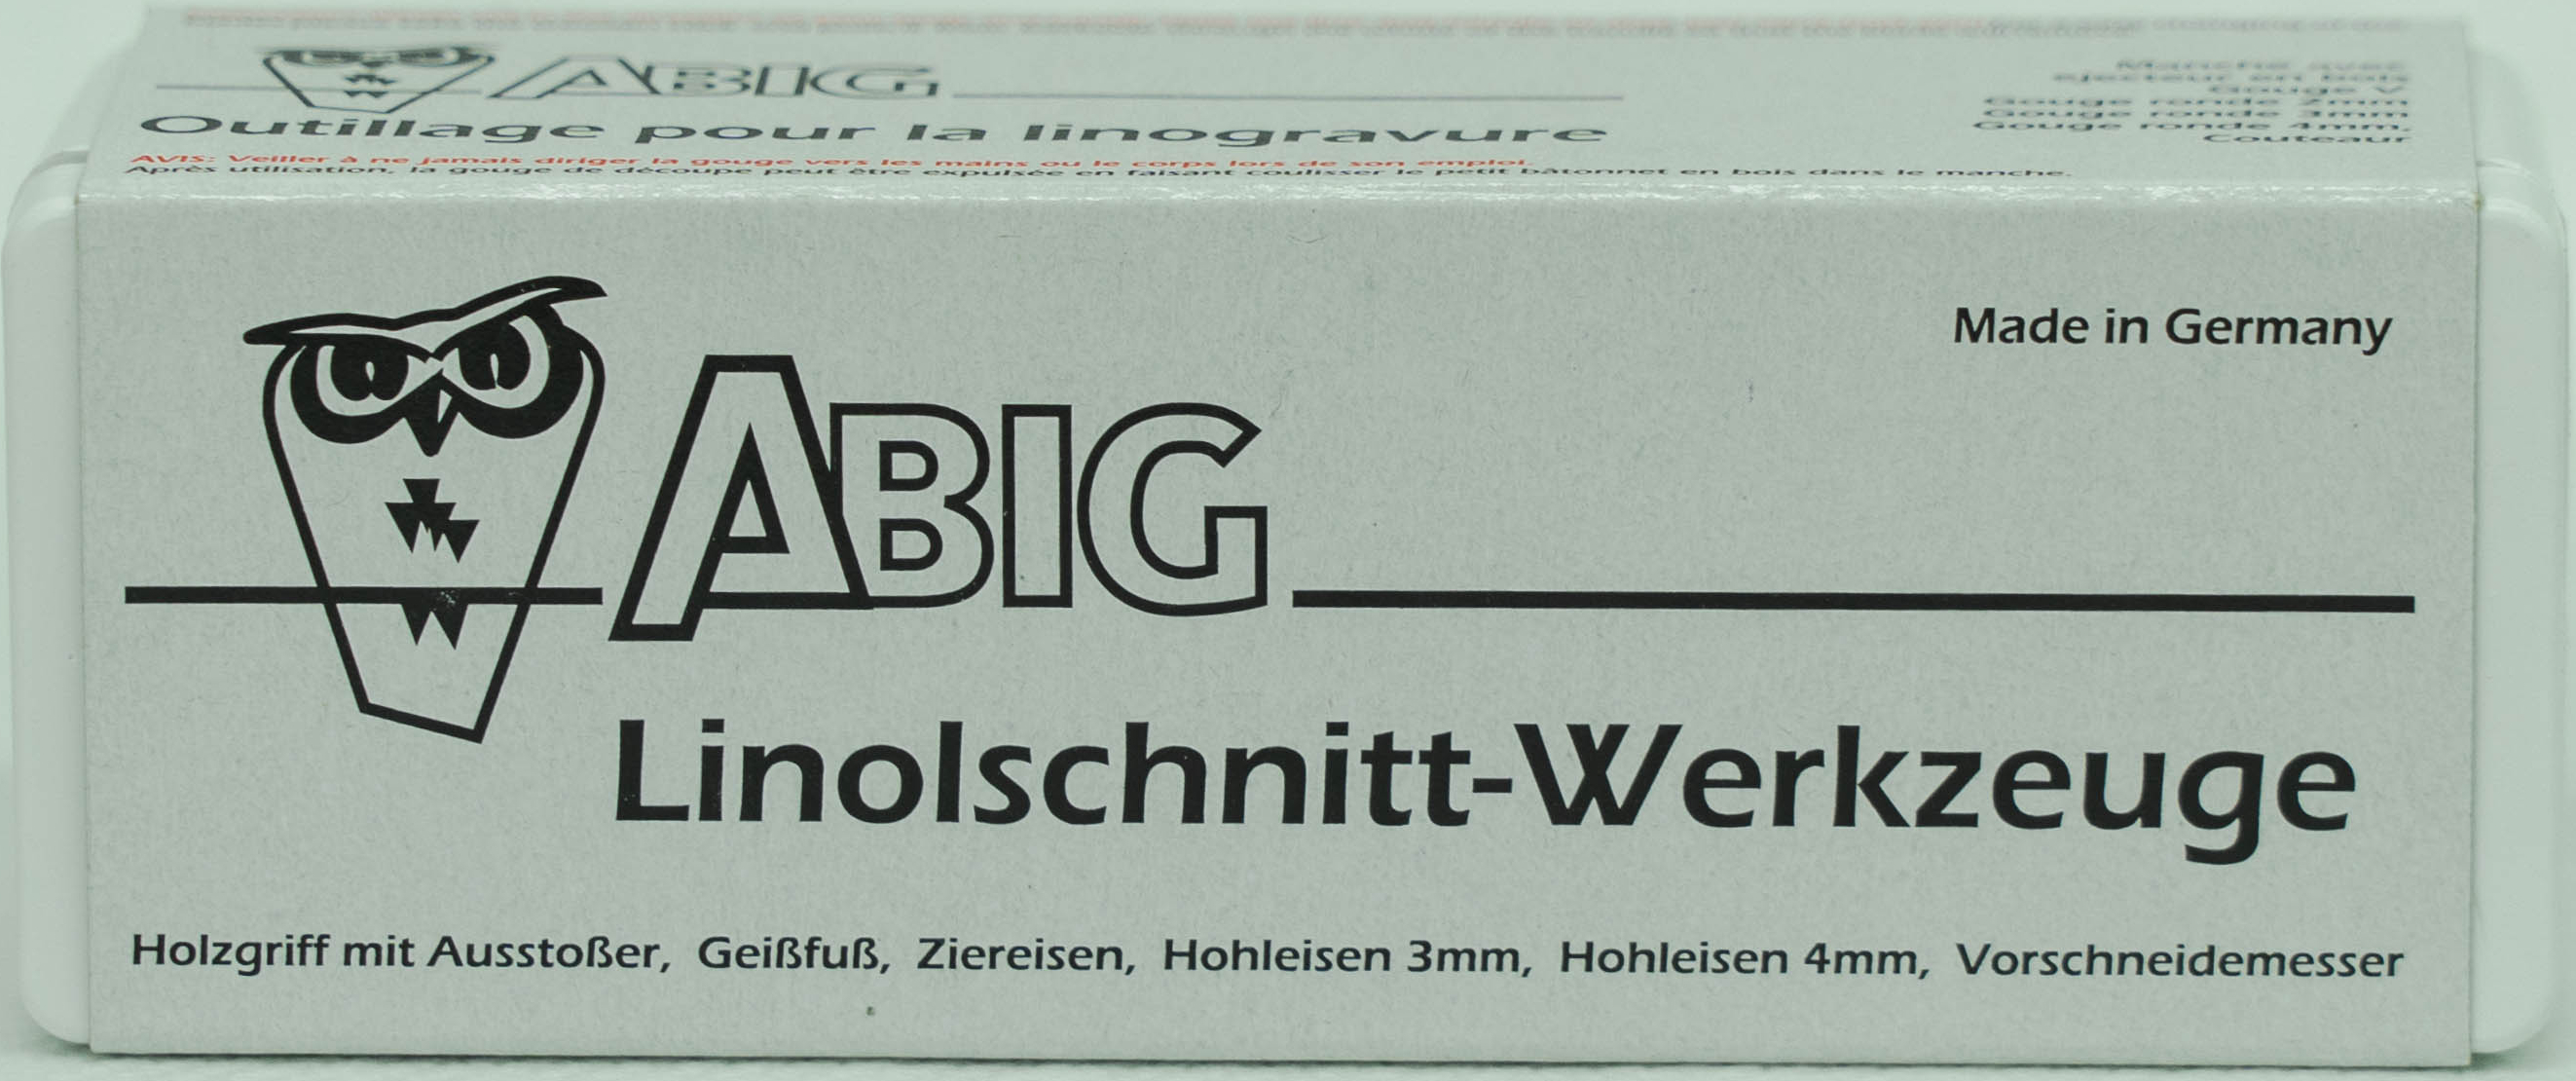 ABIG
Manche avec
éjecteur en bois
Gouge V
Gouge ronde 2mm
Gouge ronde 3mm
Gouge ronde 4mm,
Couteaur
Outillage pour la linogravure
AVIS: Veiller à ne jamais diriger la gouge vers les mains ou le corps lors de son emploi.
Après utilisation, la gouge de découpe peut être expulsée en faisant coulisser le petit bâtonnet en bois dans le manche.
Made in Germany
ABIG
Linolschnitt-Werkzeuge
Holzgriff mit Ausstoßer, Geißfuß, Ziereisen, Hohleisen 3mm, Hohleisen 4mm, Vorschneidemesser